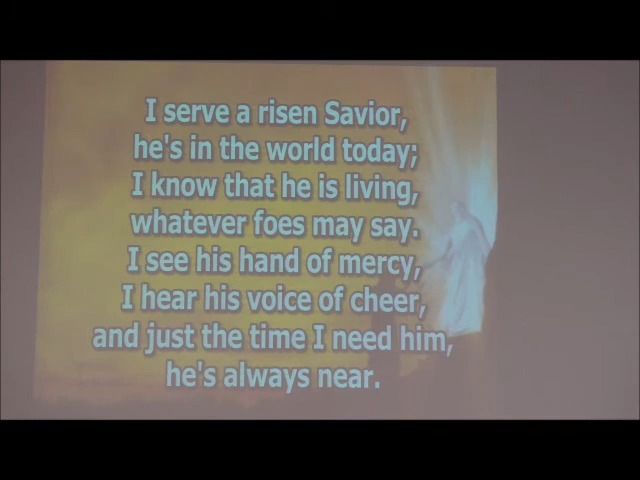 I serve a risen Savior,
he's in the world today;
I know that he is living,
whatever foes may say.
I see his hand of mercy,
I hear his voice of cheer,
and just the time I need him,
he's always near.